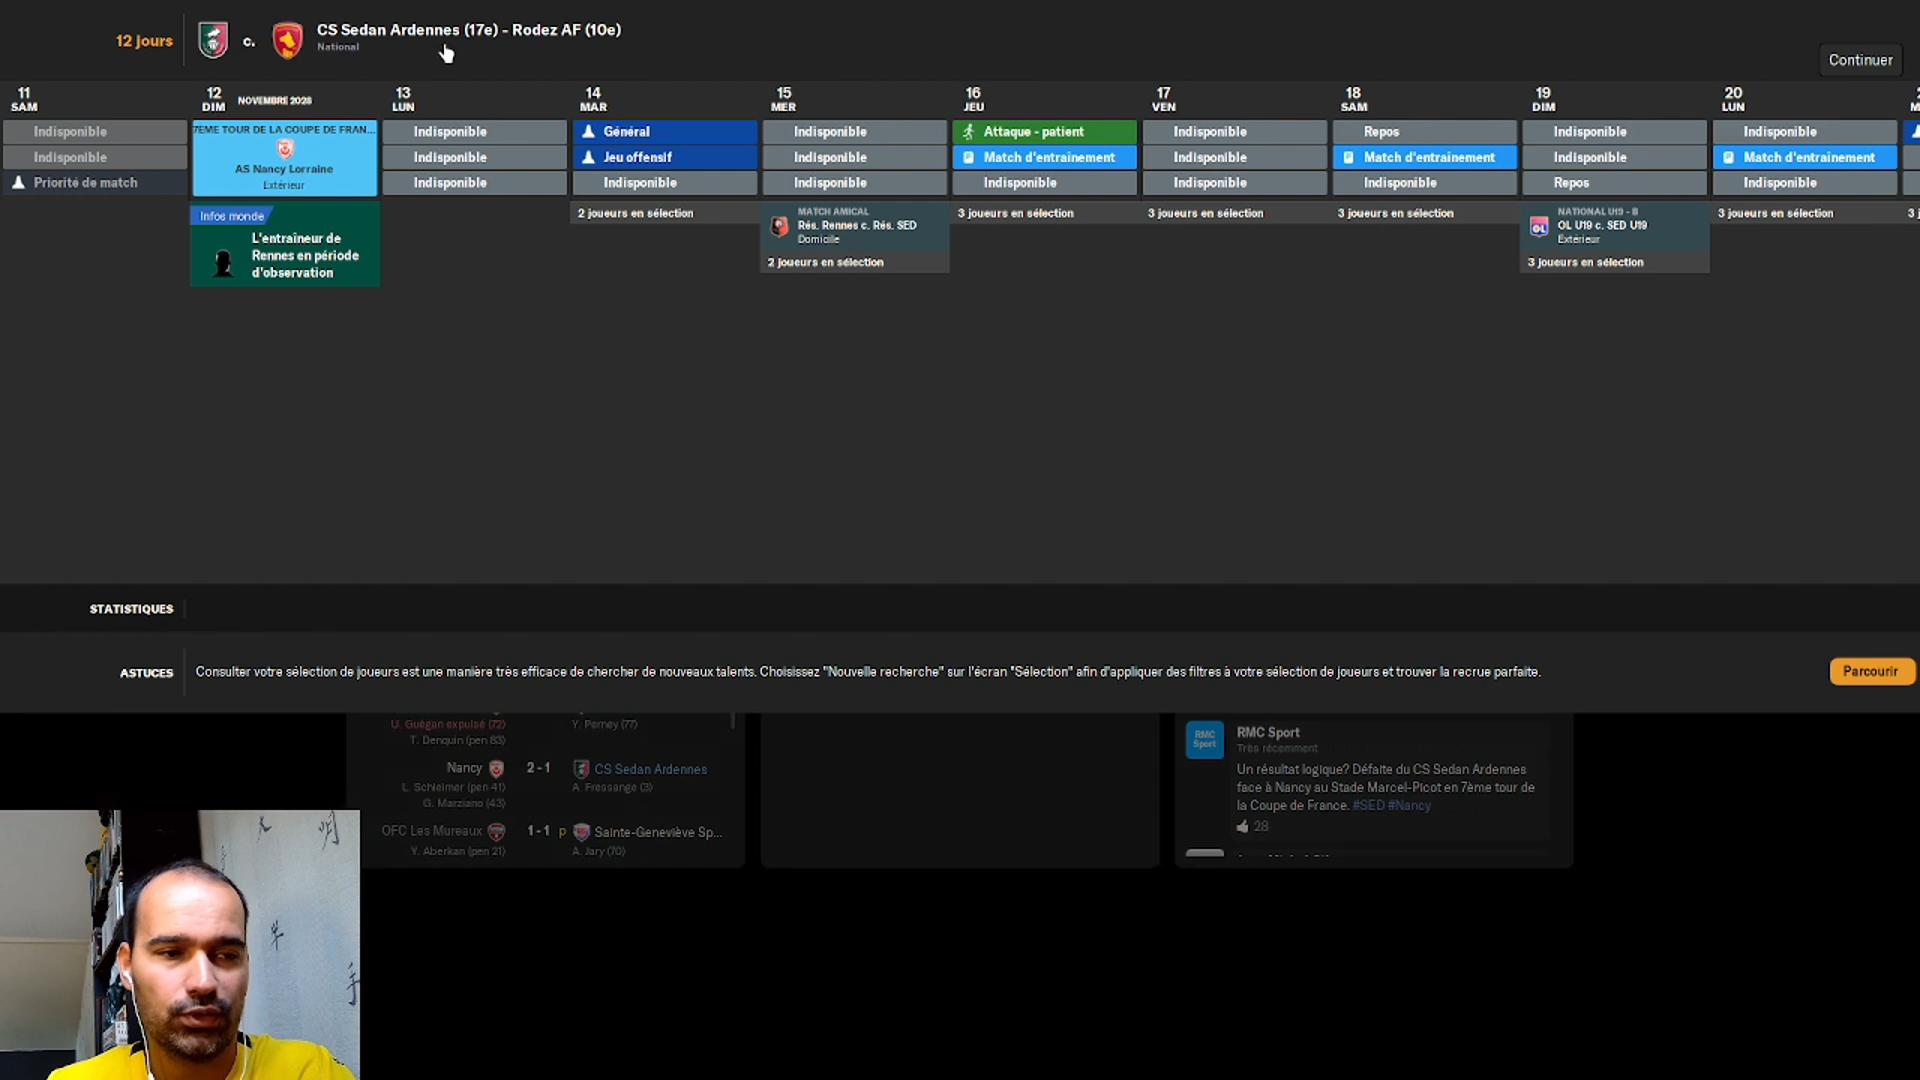 12 jours
c.
CS Sedan Ardennes (17e) - Rodez AF (10e)
National
Continuer
11
SAM
12
DIM NOVEMBRE 2028
13
LUN
14
MAR
15
MER
16
JEU
17
VEN
18
SAM
19
DIM
20
LUN
Indisponible
Indisponible
Priorité de match
7EME TOUR DE LA COUPE DE FRAN...
AS Nancy Lorraine
Extérieur
Infos monde
L'entraîneur de
Rennes en période
d'observation
Indisponible
Indisponible
Indisponible
Général
Jeu offensif
Indisponible
2 joueurs en sélection
Indisponible
Indisponible
Indisponible
MATCH AMICAL
Rés. Rennes c. Rés. SED
Domicile
2 joueurs en sélection
Attaque - patient
Match d'entrainement
Indisponible
3 joueurs en sélection
Indisponible
Indisponible
Indisponible
3 joueurs en sélection
Repos
Match d'entrainement
Indisponible
3 joueurs en sélection
Indisponible
Indisponible
Repos
NATIONAL U19 - B
OL U19 c. SED U19
Extérieur
3 joueurs en sélection
Indisponible
Match d'entrainement
Indisponible
3 joueurs en sélection
STATISTIQUES
ASTUCES
Consulter votre sélection de joueurs est une manière très efficace de chercher de nouveaux talents. Choisissez "Nouvelle recherche" sur l'écran "Sélection" afin d'appliquer des filtres à votre sélection de joueurs et trouver la recrue parfaite.
Parcourir
U. Guégan expulsé (72)
T. Denquin (pen 83)
Y. Perney (77)
Nancy 2 - 1 CS Sedan Ardennes
L. Schleimer (pen 41)
G. Marziano (43)
A. Fressange (3)
OFC Les Mureaux 1-1 p Sainte-Geneviève Sp...
Y. Aberkan (pen 21)
A. Jary (70)
RMC
Sport
RMC Sport
Très récemment
Un résultat logique? Défaite du CS Sedan Ardennes
face à Nancy au Stade Marcel-Picot en 7ème tour de
la Coupe de France. #SED #Nancy
28